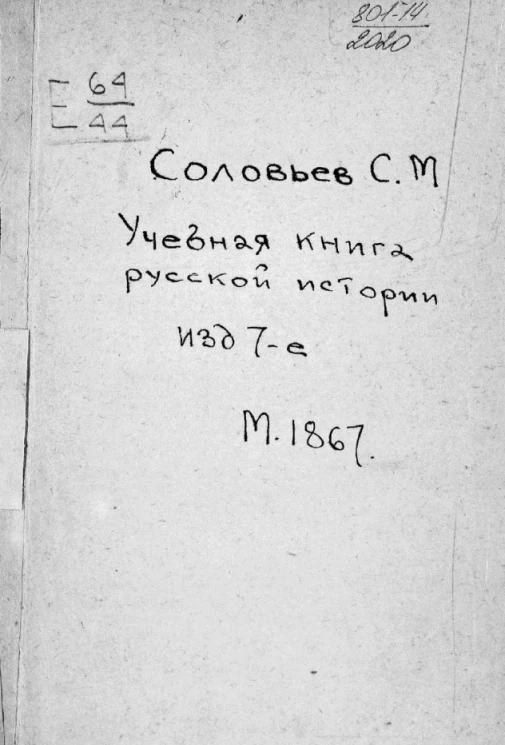 801-14
2020
E 64
44
Соловьев С. М
Учебная книга
русской истории
изд 7-е
М. 1867.